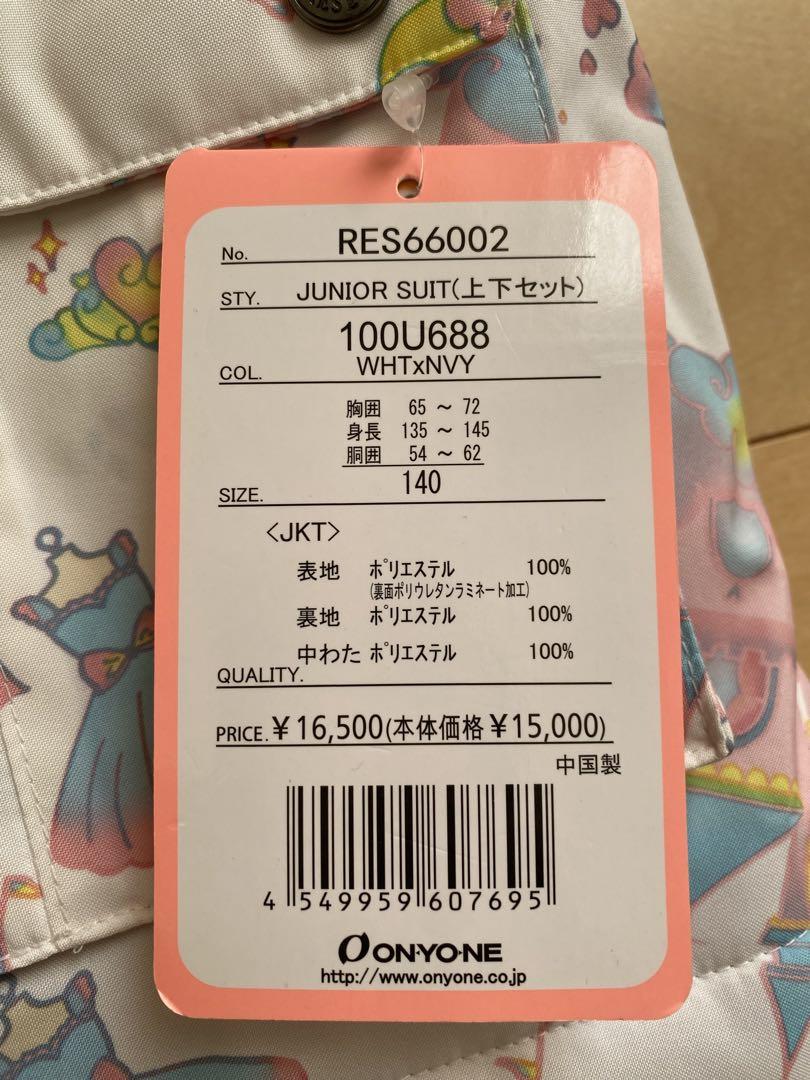 No. RES66002
STY. JUNIOR SUIT(上下セット)
100U688
COL. WHTxNVY
胸囲 65 ～ 72
身長 135 ～ 145
胴囲 54 ～ 62
SIZE. 140
<JKT>
表地 ポリエステル 100%
(裏面ポリウレタンラミネート加工)
裏地 ポリエステル 100%
中わた ポリエステル 100%
QUALITY.
PRICE. ¥16,500(本体価格¥15,000)
中国製
4 549959 607695
ONYONE
http://www.onyone.co.jp